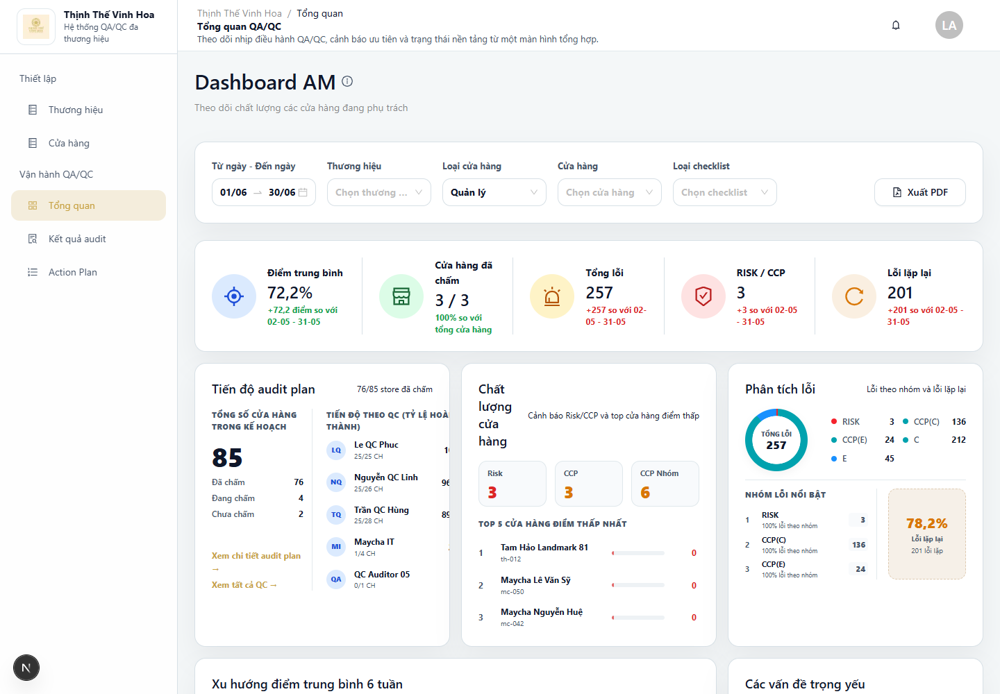 Thịnh Thế Vinh Hoa
Hệ thống QA/QC đa
thương hiệu
Thiết lập
Thương hiệu
Cửa hàng
Vận hành QA/QC
Tổng quan
Kết quả audit
Action Plan
N
Thịnh Thế Vinh Hoa / Tổng quan
Tổng quan QA/QC
Theo dõi nhịp điều hành QA/QC, cảnh báo ưu tiên và trạng thái nền tảng từ một màn hình tổng hợp.
LA
Dashboard AM
Theo dõi chất lượng các cửa hàng đang phụ trách
Từ ngày - Đến ngày
Thương hiệu
Loại cửa hàng
Cửa hàng
Loại checklist
01/06 → 30/06
Chọn thương ...
Quản lý
Chọn cửa hàng
Chọn checklist
Xuất PDF
Điểm trung bình
72,2%
+72,2 điểm so với
02-05 - 31-05
Cửa hàng đã
chấm
3 / 3
100% so với
tổng cửa hàng
Tổng lỗi
257
+257 so với 02-
05 - 31-05
RISK / CCP
3
+3 so với 02-05
- 31-05
Lỗi lặp lại
201
+201 so với 02-05 -
31-05
Tiến độ audit plan
76/85 store đã chấm
TỔNG SỐ CỬA HÀNG
TRONG KẾ HOẠCH
85
Đã chấm 76
Đang chấm 4
Chưa chấm 2
Xem chi tiết audit plan
→
Xem tất cả QC →
TIẾN ĐỘ THEO QC (TỶ LỆ HOÀ
THÀNH)
LQ Le QC Phuc
25/25 CH
NQ Nguyễn QC Linh 96
25/26 CH
TQ Trần QC Hùng 89
25/28 CH
MI Maycha IT
1/4 CH
QA QC Auditor 05
0/1 CH
Chất
lượng
cửa
hàng
Cảnh báo Risk/CCP và top cửa hàng điểm thấp
Risk
3
CCP
3
CCP Nhóm
6
TOP 5 CỬA HÀNG ĐIỂM THẤP NHẤT
1 Tam Hảo Landmark 81 0
th-012
2 Maycha Lê Văn Sỹ 0
mc-050
3 Maycha Nguyễn Huệ 0
mc-042
Phân tích lỗi
Lỗi theo nhóm và lỗi lặp lại
TỔNG LỖI
257
RISK 3 CCP(C) 136
CCP(E) 24 C 212
E 45
NHÓM LỖI NỔI BẬT
1 RISK 3
100% lỗi theo nhóm
2 CCP(C) 136
100% lỗi theo nhóm
3 CCP(E) 24
100% lỗi theo nhóm
78,2%
Lỗi lặp lại
201 lỗi lặp
Xu hướng điểm trung bình 6 tuần
Các vấn đề trọng yếu